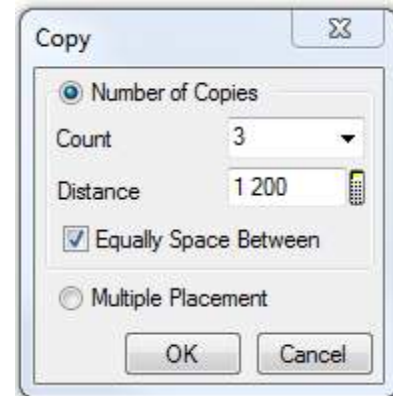 Copy
Number of Copies
Count 3
Distance 1 200
Equally Space Between
Multiple Placement
OK Cancel